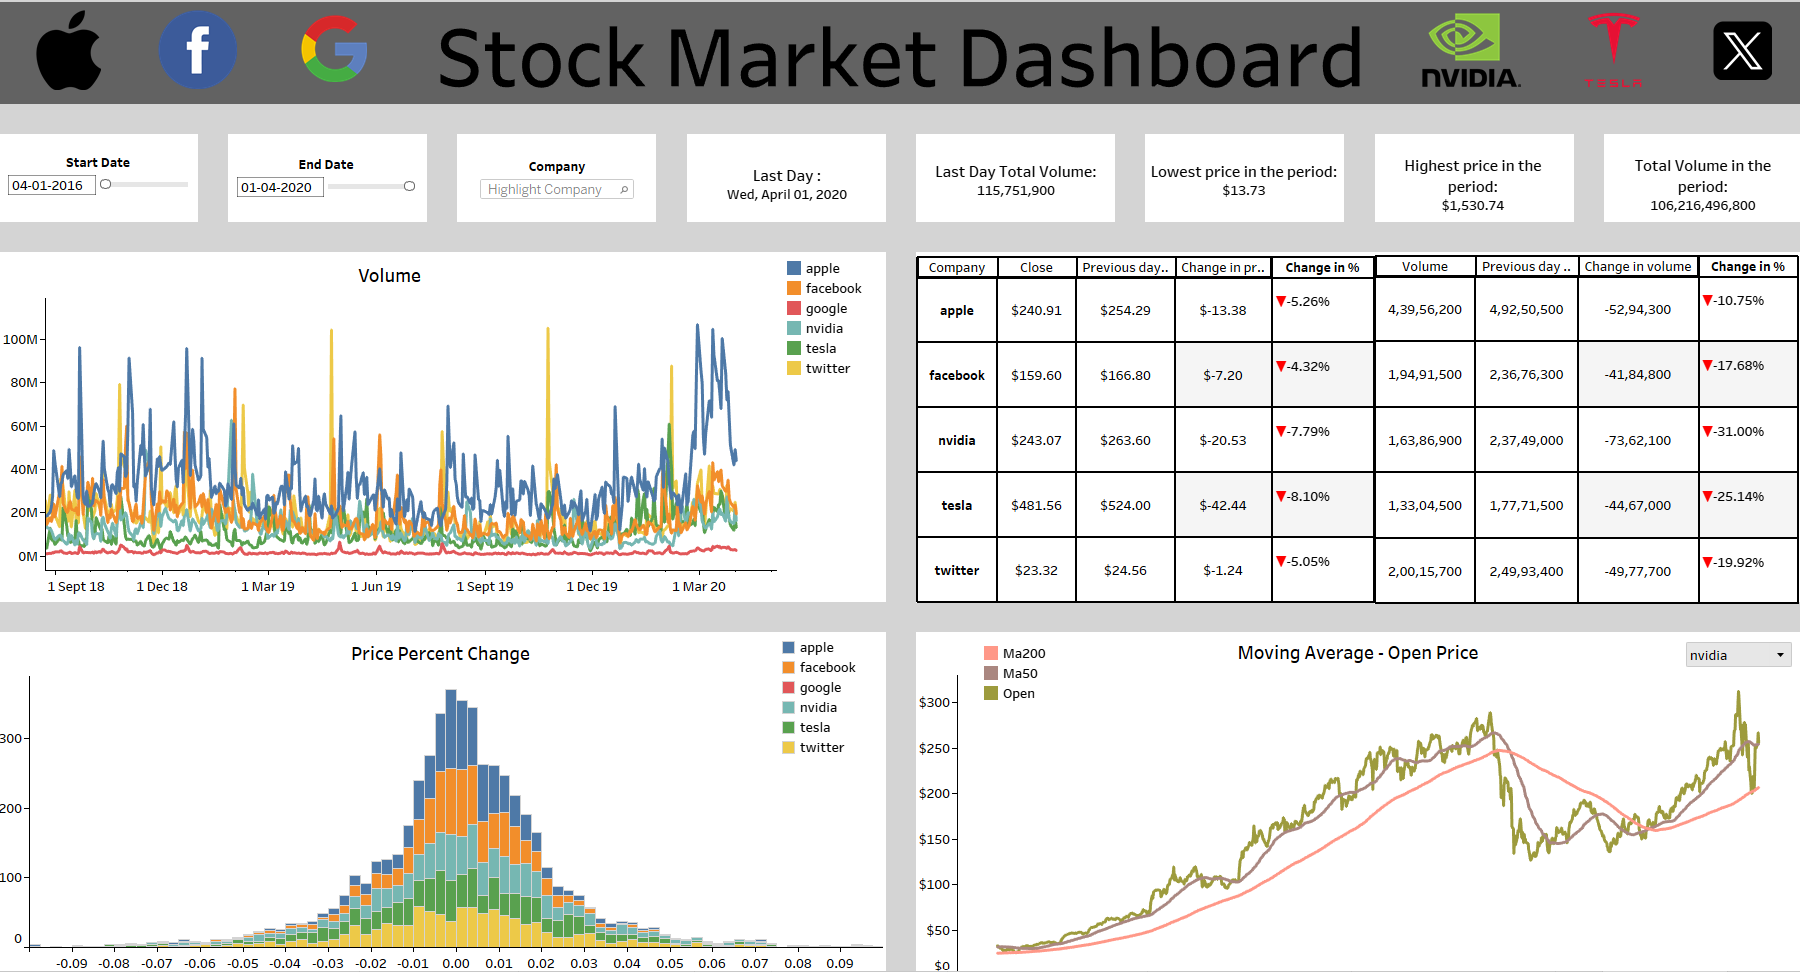 Stock Market Dashboard
f
NVIDIA.
TESLA
X
Start Date
04-01-2016
End Date
01-04-2020
Company
Highlight Company
Last Day :
Wed, April 01, 2020
Last Day Total Volume:
115,751,900
Lowest price in the period:
$13.73
Highest price in the
period:
$1,530.74
Total Volume in the
period:
106,216,496,800
Volume
apple
facebook
google
nvidia
tesla
twitter
100M
80M
60M
40M
20M
0M
1 Sept 18 1 Dec 18 1 Mar 19 1 Jun 19 1 Sept 19 1 Dec 19 1 Mar 20
Company Close Previous day.. Change in pr.. Change in % Volume Previous day .. Change in volume Change in %
apple $240.91 $254.29 $-13.38 ▼-5.26% 4,39,56,200 4,92,50,500 -52,94,300 ▼-10.75%
facebook $159.60 $166.80 $-7.20 ▼-4.32% 1,94,91,500 2,36,76,300 -41,84,800 ▼-17.68%
nvidia $243.07 $263.60 $-20.53 ▼-7.79% 1,63,86,900 2,37,49,000 -73,62,100 ▼-31.00%
tesla $481.56 $524.00 $-42.44 ▼-8.10% 1,33,04,500 1,77,71,500 -44,67,000 ▼-25.14%
twitter $23.32 $24.56 $-1.24 ▼-5.05% 2,00,15,700 2,49,93,400 -49,77,700 ▼-19.92%
Price Percent Change
apple
facebook
google
nvidia
tesla
twitter
300
200
100
0
-0.09 -0.08 -0.07 -0.06 -0.05 -0.04 -0.03 -0.02 -0.01 0.00 0.01 0.02 0.03 0.04 0.05 0.06 0.07 0.08 0.09
Moving Average - Open Price
nvidia
Ma200
Ma50
Open
$300
$250
$200
$150
$100
$50
$0